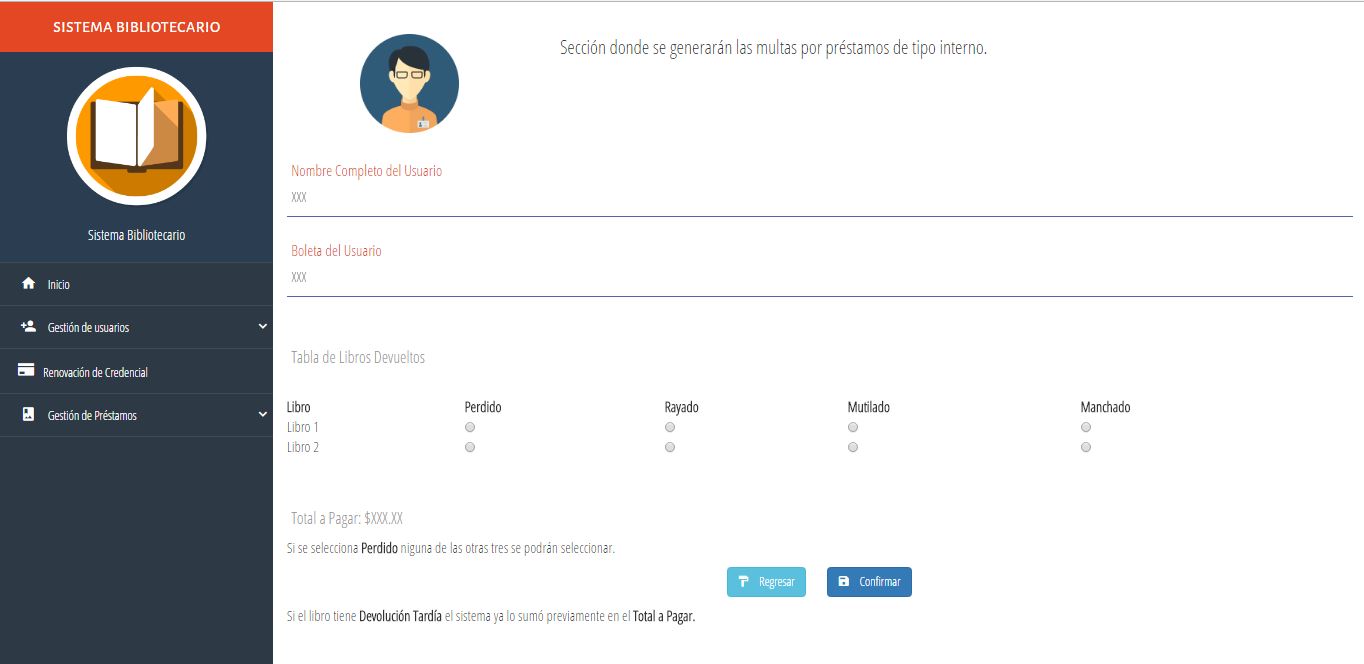 SISTEMA BIBLIOTECARIO
Sistema Bibliotecario
Inicio
Gestión de usuarios
Renovación de Credencial
Gestión de Préstamos
Sección donde se generarán las multas por préstamos de tipo interno.
Nombre Completo del Usuario
XXX
Boleta del Usuario
XXX
Tabla de Libros Devueltos
Libro Perdido Rayado Mutilado Manchado
Libro 1
Libro 2
Total a Pagar: $XXX.XX
Si se selecciona Perdido niguna de las otras tres se podrán seleccionar.
Regresar Confirmar
Si el libro tiene Devolución Tardía el sistema ya lo sumó previamente en el Total a Pagar.